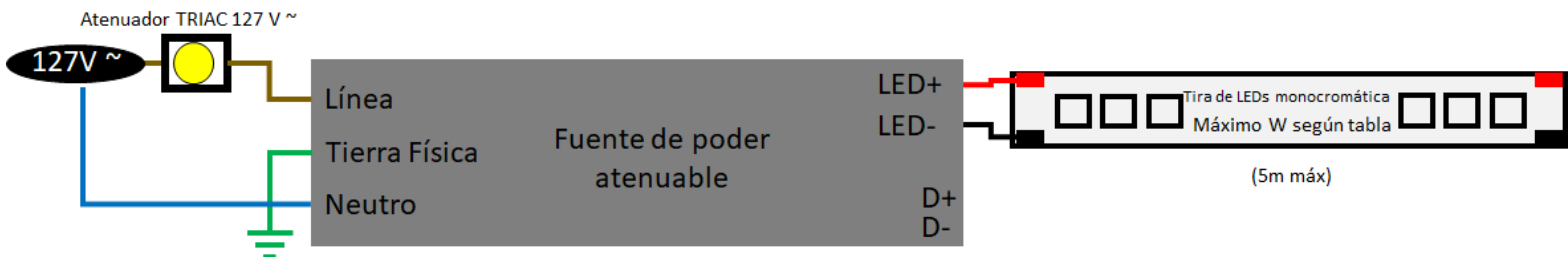 Atenuador TRIAC 127 V ~
127V ~
Línea
Tierra Física
Neutro
Fuente de poder
atenuable
LED+
LED-
D+
D-
Tira de LEDs monocromática
Máximo W según tabla
(5m máx)